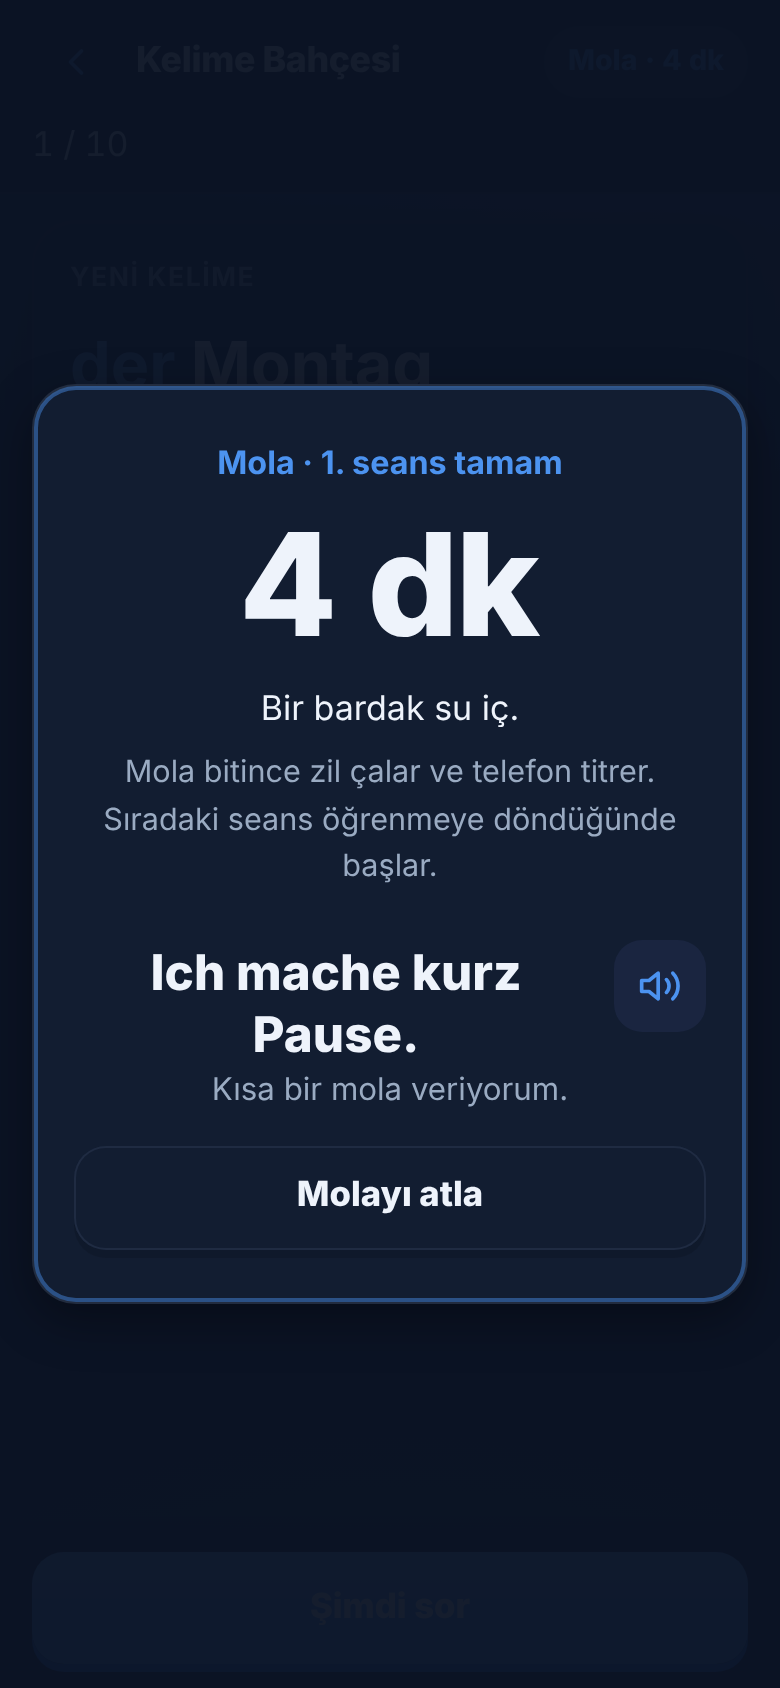 Kelime Bahçesi
Mola · 4 dk
1 / 10
YENİ KELİME
der Montag
Mola · 1. seans tamam
4 dk
Bir bardak su iç.
Mola bitince zil çalar ve telefon titrer.
Sıradaki seans öğrenmeye döndüğünde
başlar.
Ich mache kurz
Pause.
Kısa bir mola veriyorum.
Molayı atla
Şimdi sor